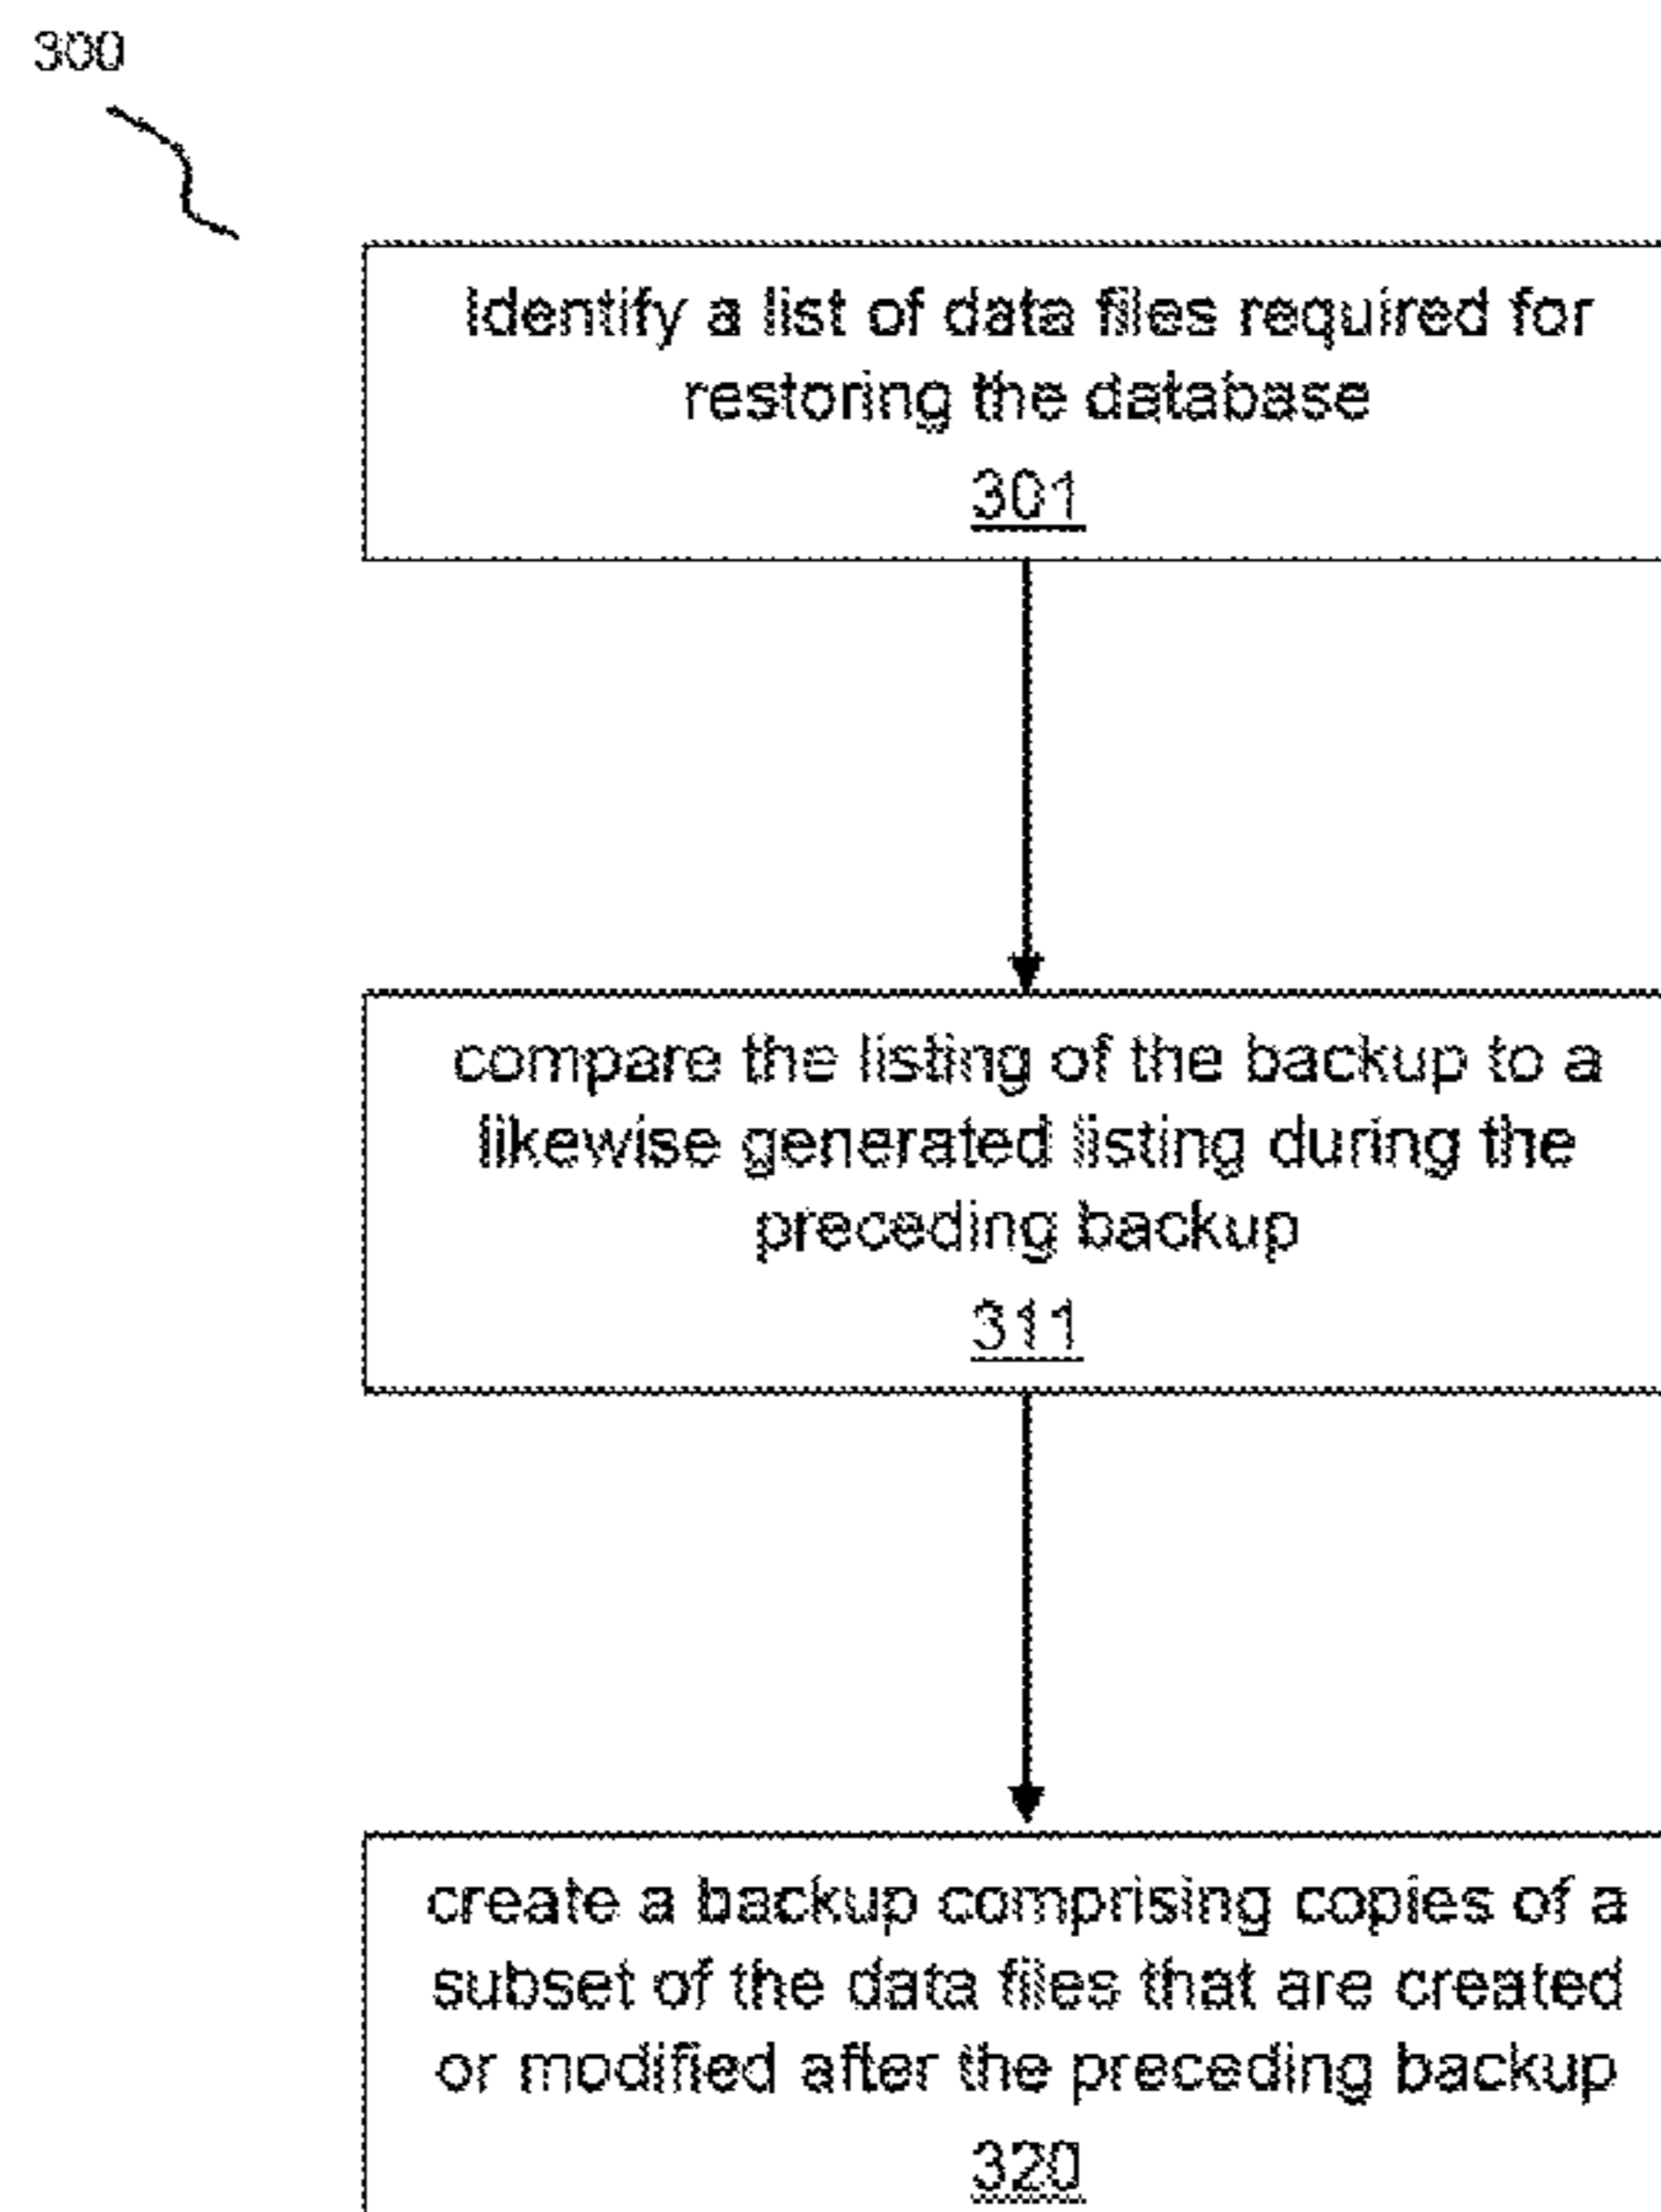 300
Identify a list of data files required for
restoring the database
301
compare the listing of the backup to a
likewise generated listing during the
preceding backup
311
create a backup comprising copies of a
subset of the data files that are created
or modified after the preceding backup
320